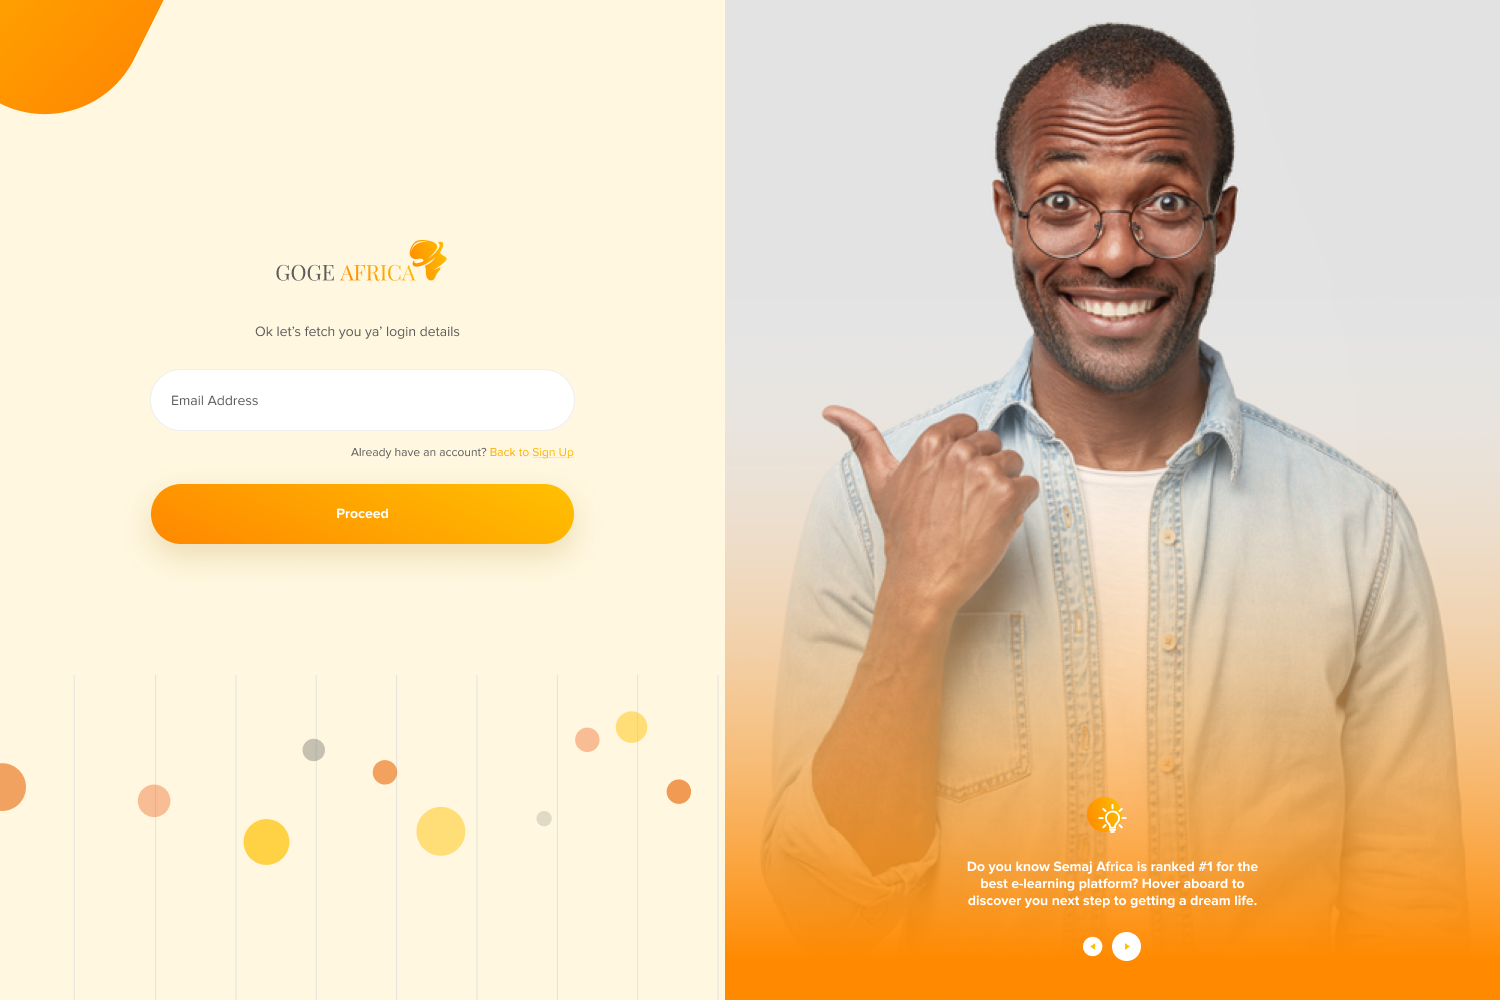 GOGE AFRICA
Ok let's fetch you ya' login details
Email Address
Already have an account? Back to Sign Up
Proceed
Do you know Semaj Africa is ranked #1 for the
best e-learning platform? Hover aboard to
discover you next step to getting a dream life.